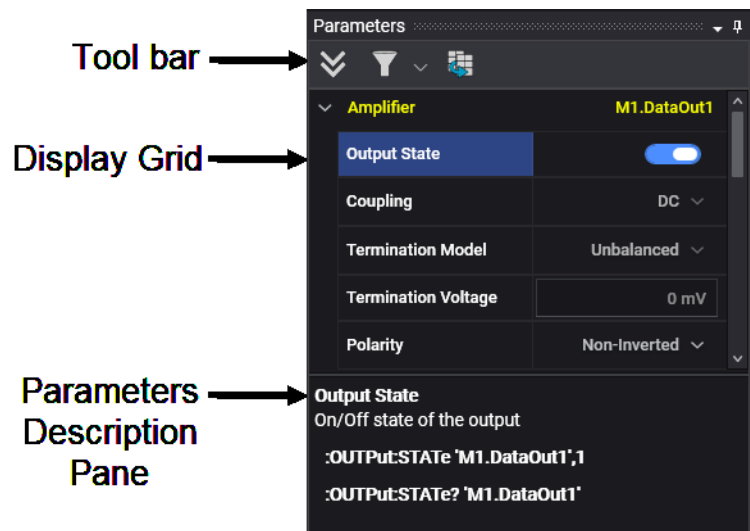 Parameters
Tool bar
Amplifier M1.DataOut1
Display Grid
Output State
Coupling DC
Termination Model Unbalanced
Termination Voltage 0 mV
Polarity Non-Inverted
Parameters
Description
Pane
Output State
On/Off state of the output
:OUTPut:STATe 'M1.DataOut1',1
:OUTPut:STATe? 'M1.DataOut1'